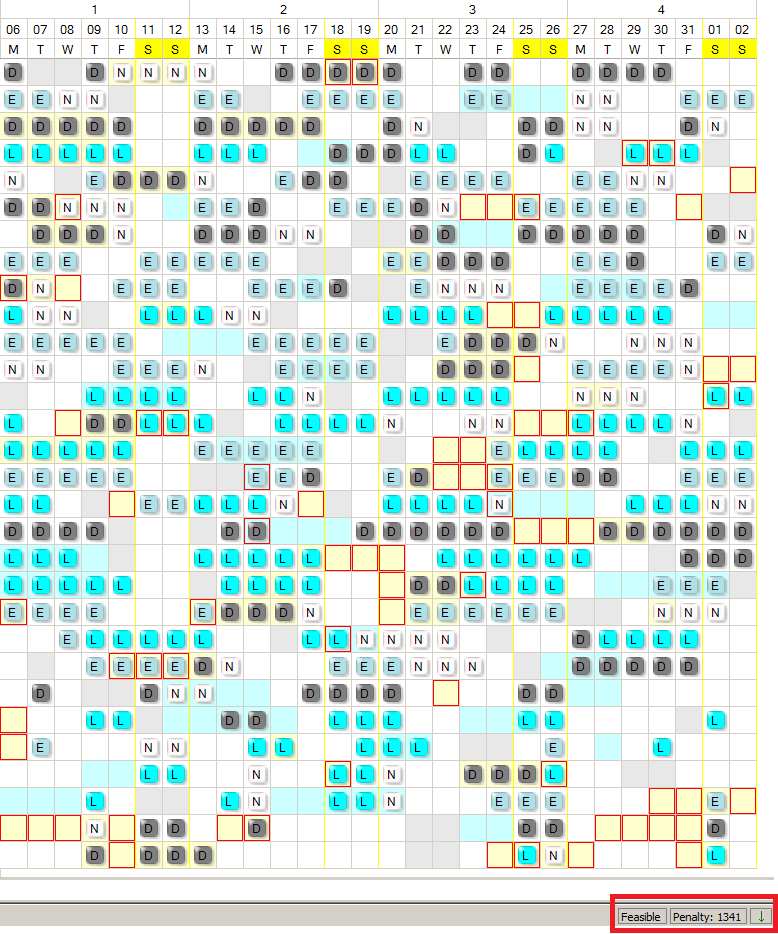 1 2 3 4
06 07 08 09 10 11 12 13 14 15 16 17 18 19 20 21 22 23 24 25 26 27 28 29 30 31 01 02
M T W T F S S M T W T F S S M T W T F S S M T W T F S S
D D N N N N D D D D D D D D D D D
E E N N E E E E E E E E N N E E E
D D D D D D D D D D D N D D N N D N
L L L L L L L L D D D L L D L L L L
N E D D D N E D D E E E E E E N N
D D N N N E E D E E E D N E E E E E
D D D N D D D N N D D D D D D D D N
E E E E E E E E E E D D D E E D E E
D N E E E E E E D E N N N E E E E D
L N N L L L N N L L L L L L L L L
E E E E E E E E E E E D D D N N N N
N N E E E N E E E E E D D D E E E E N
L L L L L L N L L L L L N N N L L
L D D L L L L L L L N N N L L L L N
L L L L L E E E E E E L L L L L L L
E E E E E E E D E D E E E D D E E E
L L E E L L L N L L L L N L L L N N
D D D D D D D D D D D D D D D D D D
L L L L L L L L L L L L L L D D D
L L L L L L L L L D D L L L L E E E
E E E E E D D D N E E E E E E N N N
E L L L L L L L N N N N D L L L L
E E E E D N E E E N N N D D D D D
D D N N D D D D D D
L L D D L L L L L L
E N N L L L L L E L
L L N L L N D D D L
L L N L L N E E E E
N D D D D D D
D D D D L N L
Feasible Penalty: 1341 ↓